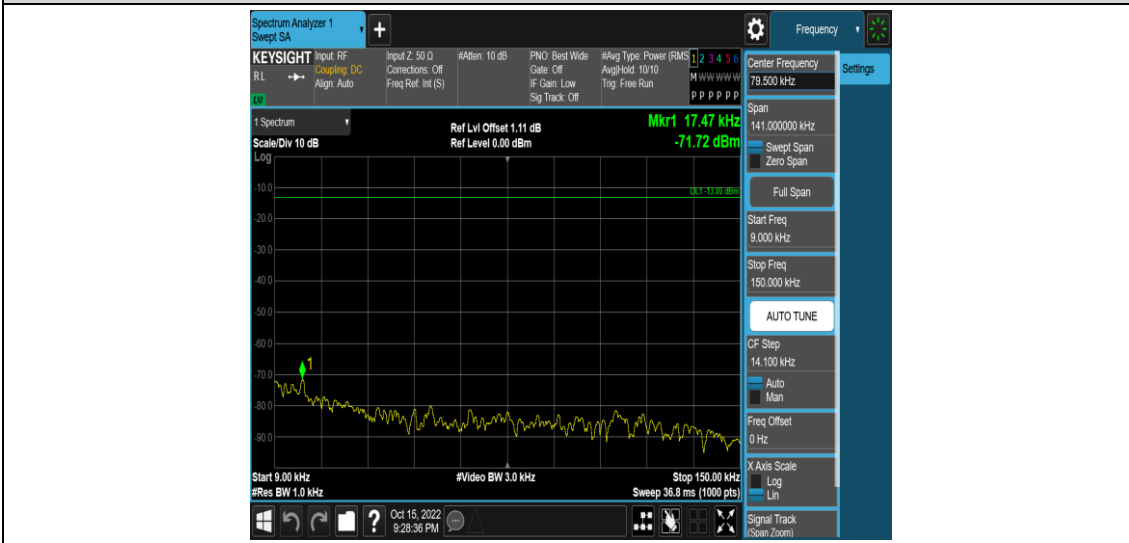 Spectrum Analyzer 1
Swept SA
+
Frequency
KEYSIGHT
R L
LXI
Input: RF
Coupling: DC
Align: Auto
Input Z: 50 Ω
Corrections: Off
Freq Ref: Int (S)
#Atten: 10 dB
PNO: Best Wide
Gate: Off
IF Gain: Low
Sig Track: Off
#Avg Type: Power (RMS
Avg|Hold: 10/10
Trig: Free Run
1 2 3 4 5 6
M W W W W W
P P P P P P
Center Frequency
79.500 kHz
Settings
Span
141.000000 kHz
Swept Span
Zero Span
Full Span
Start Freq
9.000 kHz
Stop Freq
150.000 kHz
AUTO TUNE
CF Step
14.100 kHz
Auto
Man
Freq Offset
0 Hz
X Axis Scale
Log
Lin
Signal Track
(Span Zoom)
1 Spectrum
Scale/Div 10 dB
Log
Ref Lvl Offset 1.11 dB
Ref Level 0.00 dBm
Mkr1 17.47 kHz
-71.72 dBm
DL1 -13.00 dBm
-10.0
-20.0
-30.0
-40.0
-50.0
-60.0
-70.0
-80.0
-90.0
1
Start 9.00 kHz
#Res BW 1.0 kHz
#Video BW 3.0 kHz
Stop 150.00 kHz
Sweep 36.8 ms (1000 pts)
?
Oct 15, 2022
9:28:36 PM